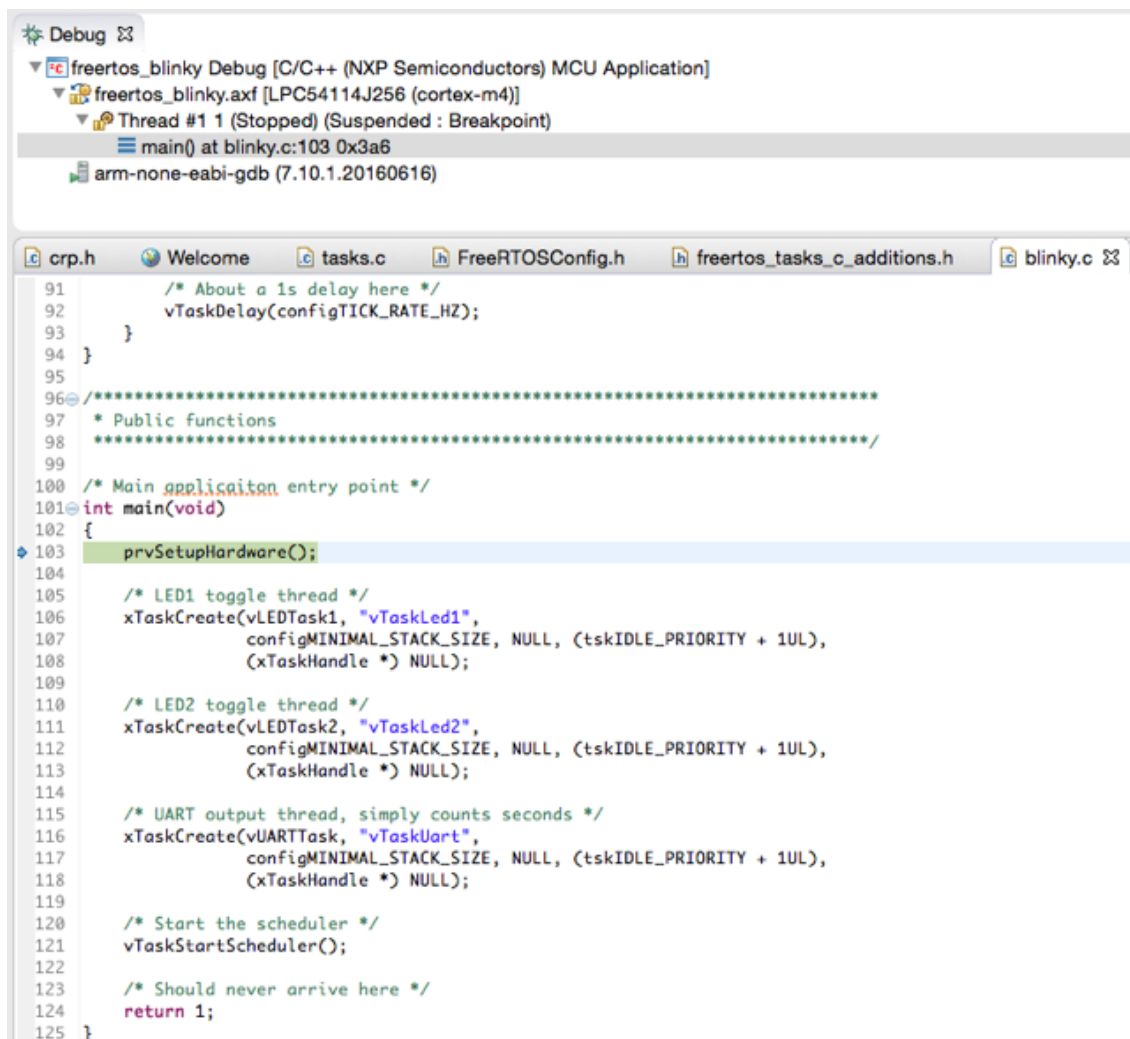 Debug
freertos_blinky Debug [C/C++ (NXP Semiconductors) MCU Application]
freertos_blinky.axf [LPC54114J256 (cortex-m4)]
Thread #1 1 (Stopped) (Suspended : Breakpoint)
main() at blinky.c:103 0x3a6
arm-none-eabi-gdb (7.10.1.20160616)
crp.h Welcome tasks.c FreeRTOSConfig.h freertos_tasks_c_additions.h blinky.c
91 /* About a 1s delay here */
92 vTaskDelay(configTICK_RATE_HZ);
93 }
94 }
95
96 /*****************************************************************************
97 * Public functions
98 ****************************************************************************/
99
100 /* Main applicaiton entry point */
101 int main(void)
102 {
103 prvSetupHardware();
104
105 /* LED1 toggle thread */
106 xTaskCreate(vLEDTask1, "vTaskLed1",
107 configMINIMAL_STACK_SIZE, NULL, (tskIDLE_PRIORITY + 1UL),
108 (xTaskHandle *) NULL);
109
110 /* LED2 toggle thread */
111 xTaskCreate(vLEDTask2, "vTaskLed2",
112 configMINIMAL_STACK_SIZE, NULL, (tskIDLE_PRIORITY + 1UL),
113 (xTaskHandle *) NULL);
114
115 /* UART output thread, simply counts seconds */
116 xTaskCreate(vUARTTask, "vTaskUart",
117 configMINIMAL_STACK_SIZE, NULL, (tskIDLE_PRIORITY + 1UL),
118 (xTaskHandle *) NULL);
119
120 /* Start the scheduler */
121 vTaskStartScheduler();
122
123 /* Should never arrive here */
124 return 1;
125 }